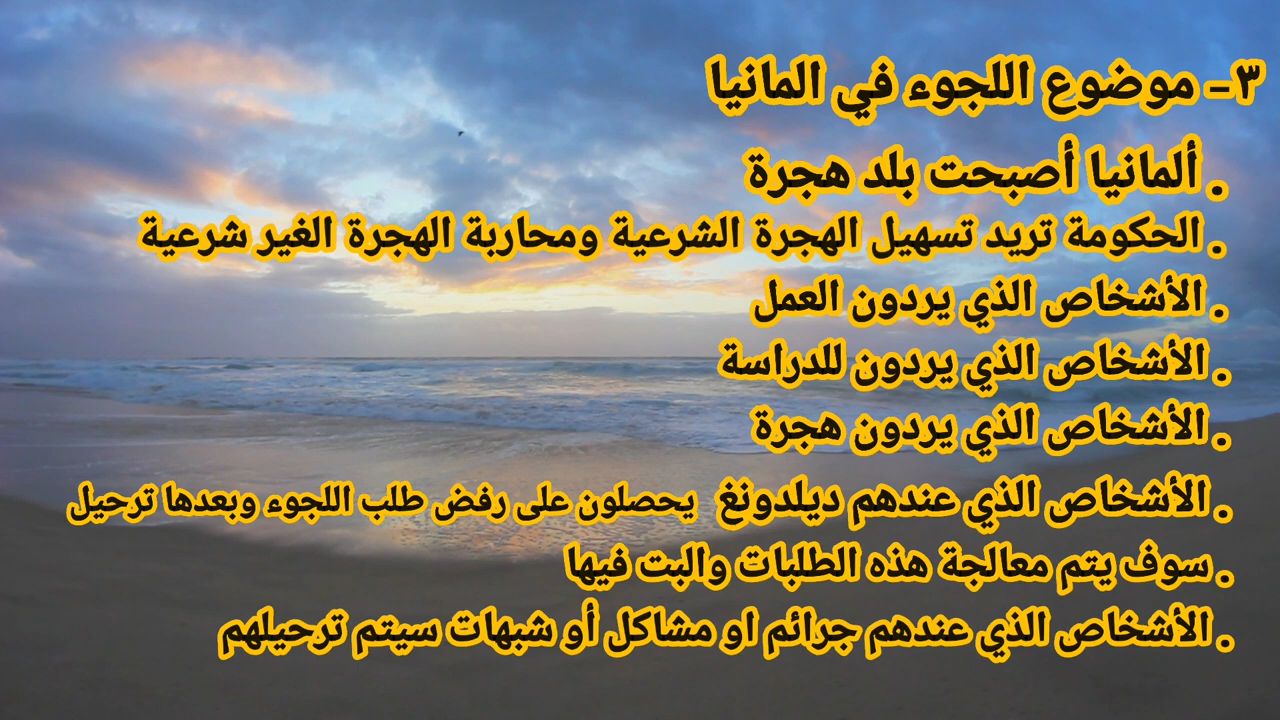 ٣- موضوع اللجوء في المانيا
. ألمانيا أصبحت بلد هجرة
. الحكومة تريد تسهيل الهجرة الشرعية ومحاربة الهجرة الغير شرعية
. الأشخاص الذي يردون العمل
. الأشخاص الذي يردون للدراسة
. الأشخاص الذي يردون هجرة
. الأشخاص الذي عندهم ديلدونغ يحصلون على رفض طلب اللجوء وبعدها ترحيل
. سوف يتم معالجة هذه الطلبات والبت فيها
. الأشخاص الذي عندهم جرائم او مشاكل أو شبهات سيتم ترحيلهم